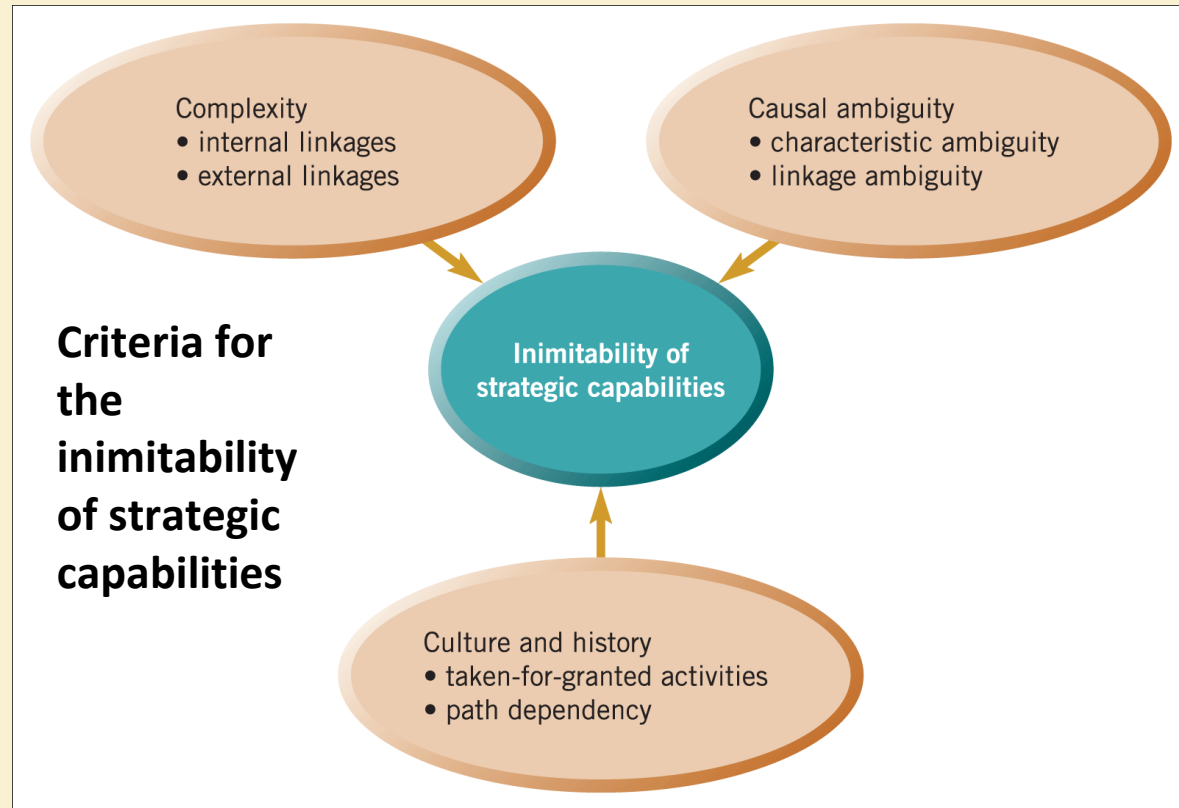 Complexity
• internal linkages
• external linkages
Causal ambiguity
• characteristic ambiguity
• linkage ambiguity
Inimitability of
strategic capabilities
Criteria for
the
inimitability
of strategic
capabilities
Culture and history
• taken-for-granted activities
• path dependency